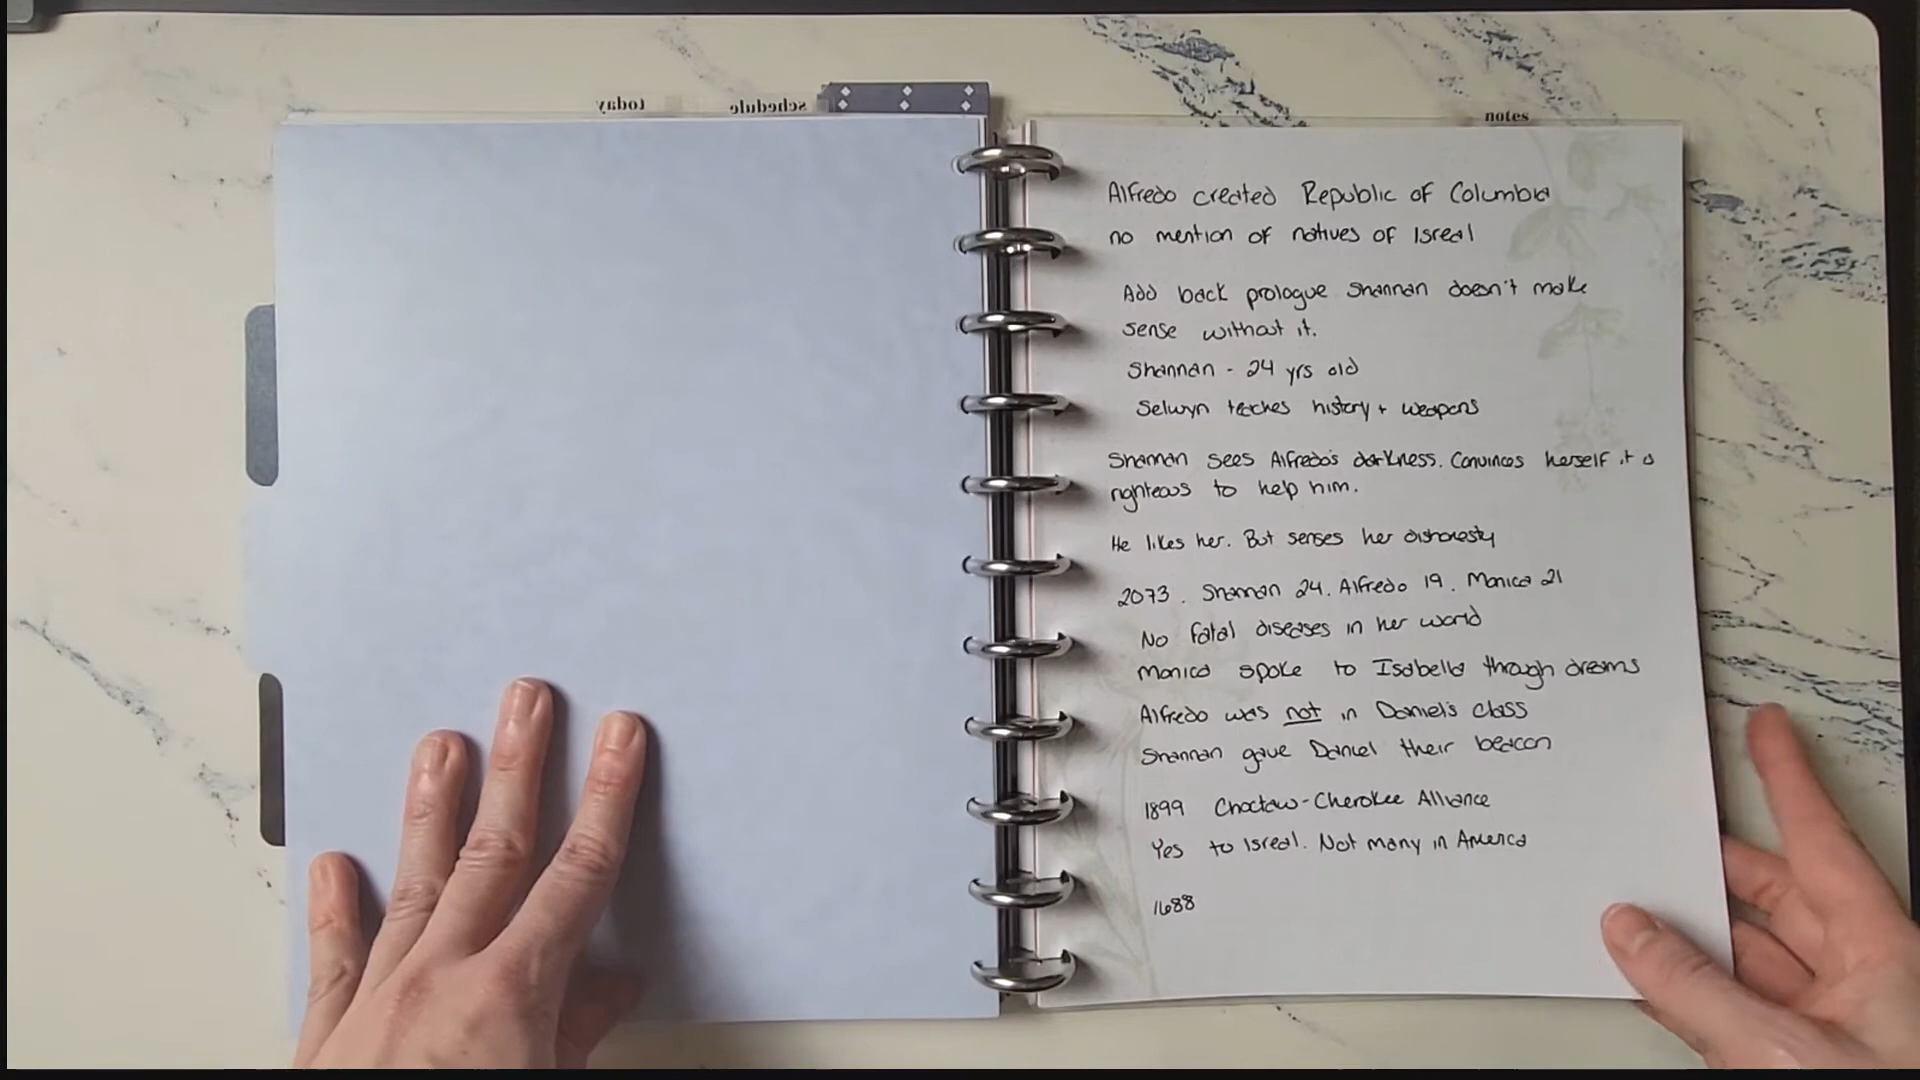 today
schedule
notes
Alfredo created Republic of Columbia
no mention of natives of Isreal
Add back prologue Shannan doesn't make
sense without it.
Shannan - 24 yrs old
Selwyn teaches history + weapons
Shannan sees Alfredo's darkness. Convinces herself it is
righteous to help him.
He likes her. But senses her dishonesty
2073. Shannan 24. Alfredo 19. Monica 21
No fatal diseases in her world
Monica spoke to Isabella though dreams
Alfredo was not in Daniel's class
Shannan gave Daniel their beacon
1899 Choctaw-Cherokee Alliance
Yes to Isreal. Not many in America
1688